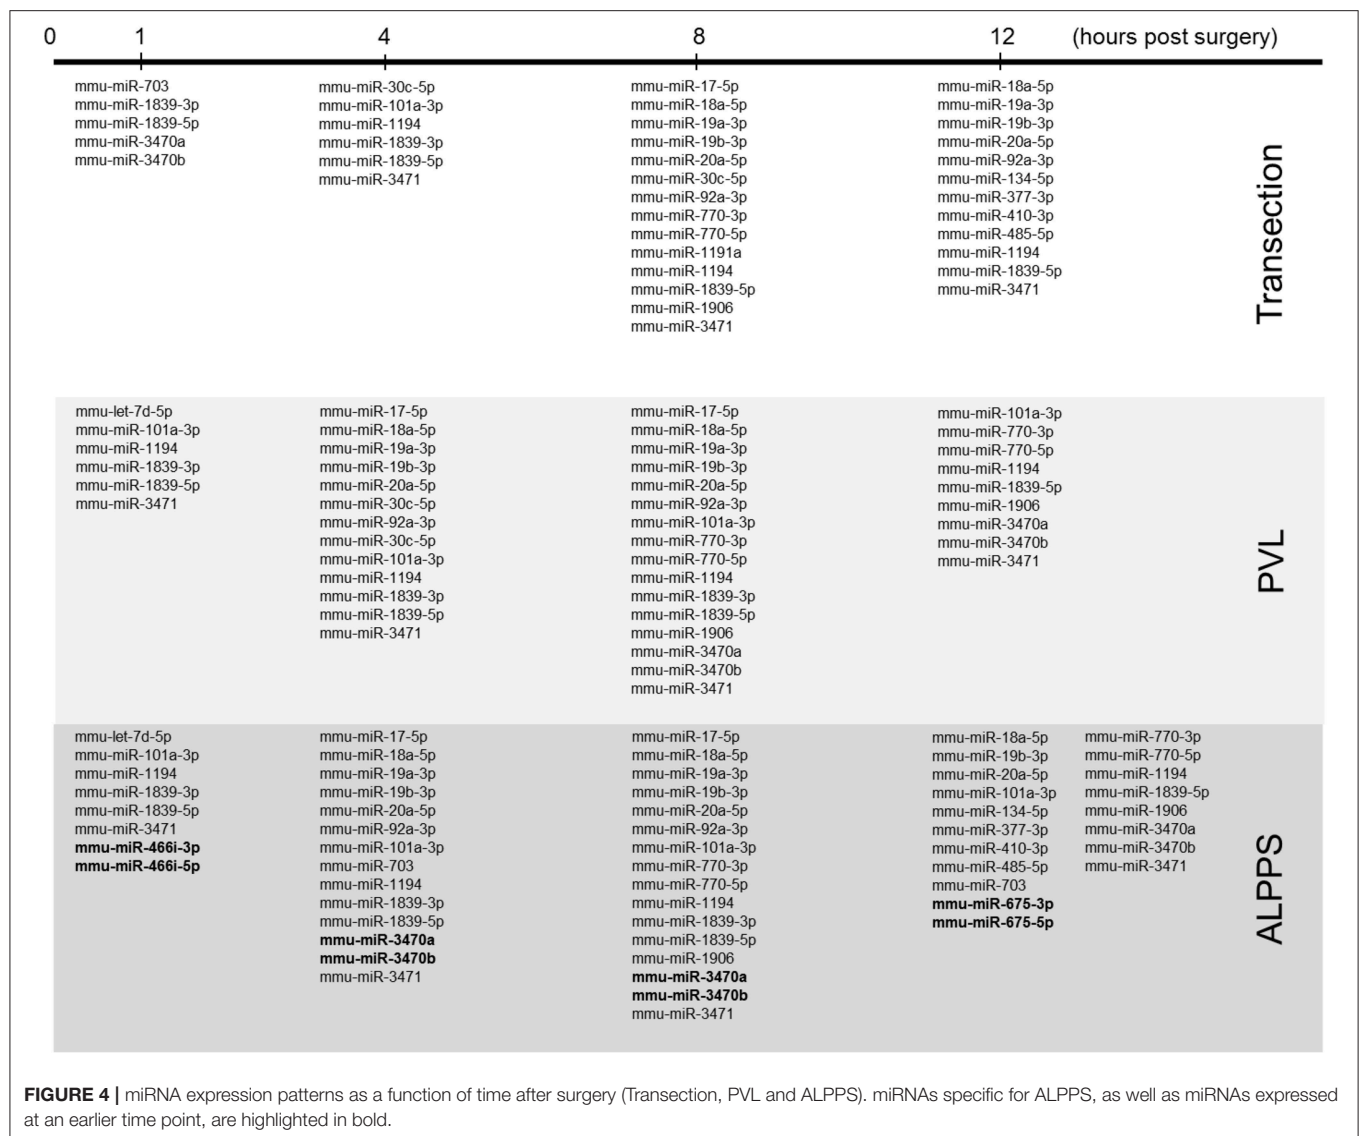 0 1 4 8 12 (hours post surgery)
mmu-miR-703
mmu-miR-1839-3p
mmu-miR-1839-5p
mmu-miR-3470a
mmu-miR-3470b
mmu-miR-30c-5p
mmu-miR-101a-3p
mmu-miR-1194
mmu-miR-1839-3p
mmu-miR-1839-5p
mmu-miR-3471
mmu-miR-17-5p
mmu-miR-18a-5p
mmu-miR-19a-3p
mmu-miR-19b-3p
mmu-miR-20a-5p
mmu-miR-30c-5p
mmu-miR-92a-3p
mmu-miR-770-3p
mmu-miR-770-5p
mmu-miR-1191a
mmu-miR-1194
mmu-miR-1839-5p
mmu-miR-1906
mmu-miR-3471
mmu-miR-18a-5p
mmu-miR-19a-3p
mmu-miR-19b-3p
mmu-miR-20a-5p
mmu-miR-92a-3p
mmu-miR-134-5p
mmu-miR-377-3p
mmu-miR-410-3p
mmu-miR-485-5p
mmu-miR-1194
mmu-miR-1839-5p
mmu-miR-3471
Transection
mmu-let-7d-5p
mmu-miR-101a-3p
mmu-miR-1194
mmu-miR-1839-3p
mmu-miR-1839-5p
mmu-miR-3471
mmu-miR-17-5p
mmu-miR-18a-5p
mmu-miR-19a-3p
mmu-miR-19b-3p
mmu-miR-20a-5p
mmu-miR-30c-5p
mmu-miR-92a-3p
mmu-miR-30c-5p
mmu-miR-101a-3p
mmu-miR-1194
mmu-miR-1839-3p
mmu-miR-1839-5p
mmu-miR-3471
mmu-miR-17-5p
mmu-miR-18a-5p
mmu-miR-19a-3p
mmu-miR-19b-3p
mmu-miR-20a-5p
mmu-miR-92a-3p
mmu-miR-101a-3p
mmu-miR-770-3p
mmu-miR-770-5p
mmu-miR-1194
mmu-miR-1839-3p
mmu-miR-1839-5p
mmu-miR-1906
mmu-miR-3470a
mmu-miR-3470b
mmu-miR-3471
mmu-miR-101a-3p
mmu-miR-770-3p
mmu-miR-770-5p
mmu-miR-1194
mmu-miR-1839-5p
mmu-miR-1906
mmu-miR-3470a
mmu-miR-3470b
mmu-miR-3471
PVL
mmu-let-7d-5p
mmu-miR-101a-3p
mmu-miR-1194
mmu-miR-1839-3p
mmu-miR-1839-5p
mmu-miR-3471
mmu-miR-466i-3p
mmu-miR-466i-5p
mmu-miR-17-5p
mmu-miR-18a-5p
mmu-miR-19a-3p
mmu-miR-19b-3p
mmu-miR-20a-5p
mmu-miR-92a-3p
mmu-miR-101a-3p
mmu-miR-703
mmu-miR-1194
mmu-miR-1839-3p
mmu-miR-1839-5p
mmu-miR-3470a
mmu-miR-3470b
mmu-miR-3471
mmu-miR-17-5p
mmu-miR-18a-5p
mmu-miR-19a-3p
mmu-miR-19b-3p
mmu-miR-20a-5p
mmu-miR-92a-3p
mmu-miR-101a-3p
mmu-miR-770-3p
mmu-miR-770-5p
mmu-miR-1194
mmu-miR-1839-3p
mmu-miR-1839-5p
mmu-miR-1906
mmu-miR-3470a
mmu-miR-3470b
mmu-miR-3471
mmu-miR-18a-5p
mmu-miR-19b-3p
mmu-miR-20a-5p
mmu-miR-101a-3p
mmu-miR-134-5p
mmu-miR-377-3p
mmu-miR-410-3p
mmu-miR-485-5p
mmu-miR-703
mmu-miR-675-3p
mmu-miR-675-5p
mmu-miR-770-3p
mmu-miR-770-5p
mmu-miR-1194
mmu-miR-1839-5p
mmu-miR-1906
mmu-miR-3470a
mmu-miR-3470b
mmu-miR-3471
ALPPS
FIGURE 4 | miRNA expression patterns as a function of time after surgery (Transection, PVL and ALPPS). miRNAs specific for ALPPS, as well as miRNAs expressed
at an earlier time point, are highlighted in bold.